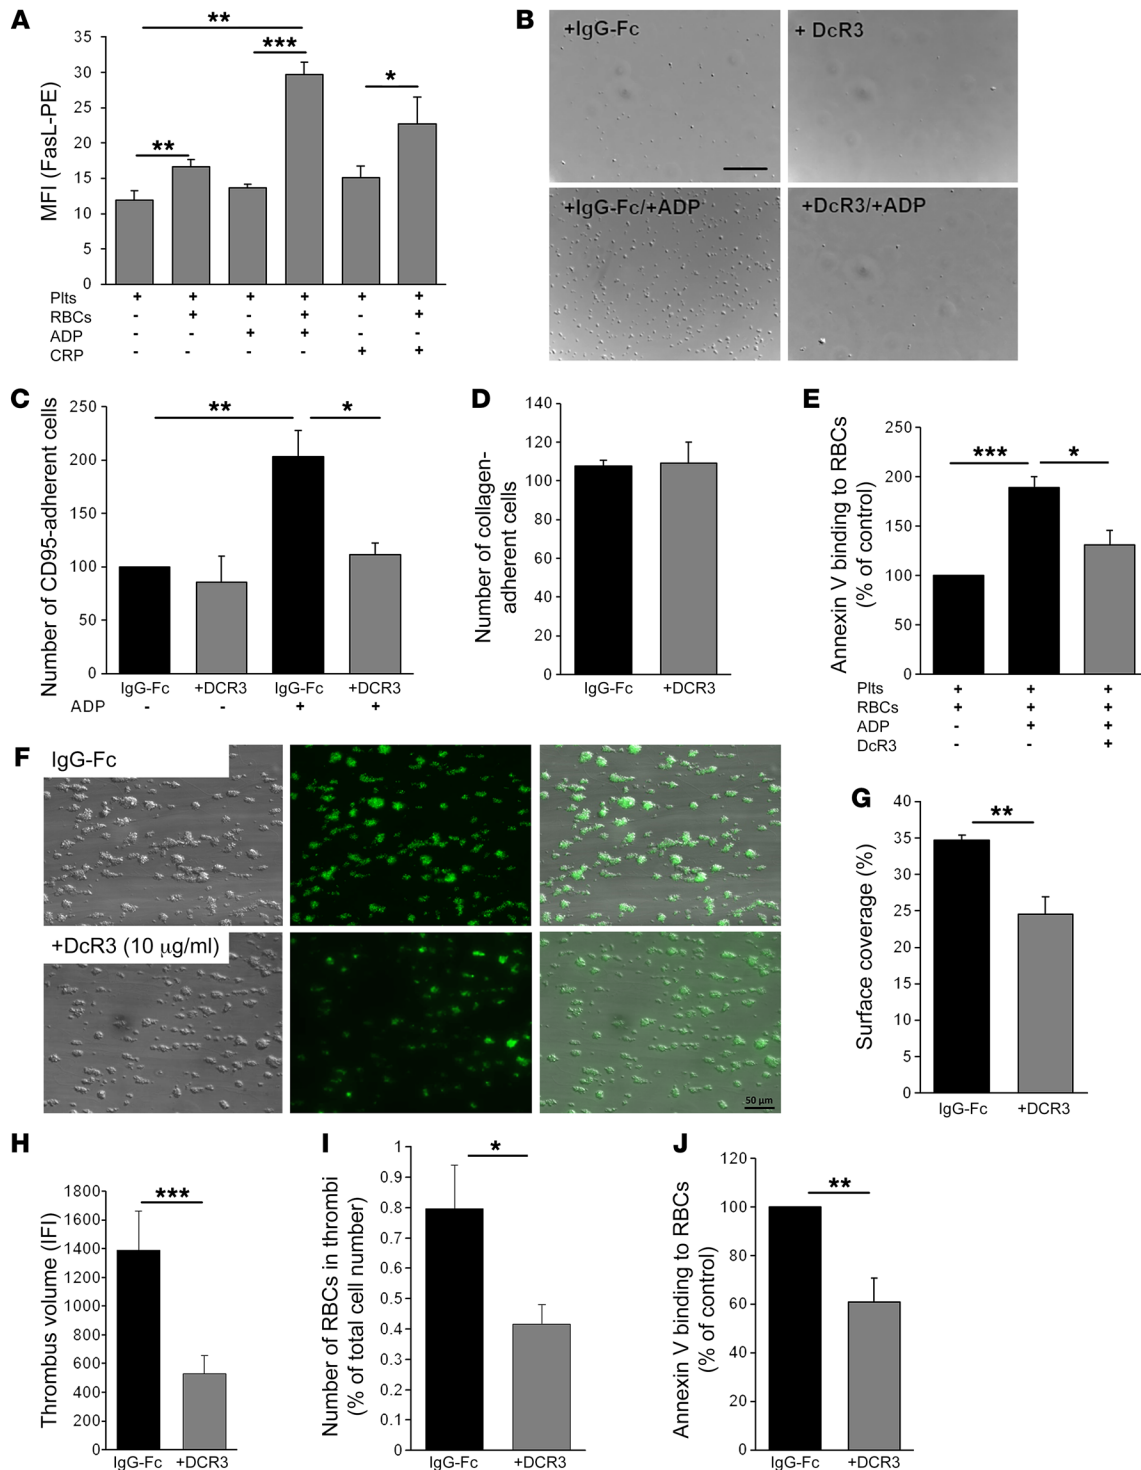 A
MFI (FasL-PE)
35
30
25
20
15
10
5
0
**
**
***
*
Plts + + + + + +
RBCs - + - + - +
ADP - - + + - -
CRP - - - - + +
B
+IgG-Fc
+ DcR3
+IgG-Fc/+ADP
+DcR3/+ADP
C
Number of CD95-adherent cells
250
200
150
100
50
0
**
*
IgG-Fc +DCR3 IgG-Fc +DCR3
ADP - - + +
D
Number of collagen-
adherent cells
140
120
100
80
60
40
20
0
IgG-Fc +DCR3
E
Annexin V binding to RBCs
(% of control)
250
200
150
100
50
0
***
*
Plts + + +
RBCs + + +
ADP - + +
DcR3 - - +
F
IgG-Fc
+DcR3 (10 µg/ml)
50 µm
G
Surface coverage (%)
40
35
30
25
20
15
10
5
0
**
IgG-Fc +DCR3
H
Thrombus volume (IFI)
1800
1600
1400
1200
1000
800
600
400
200
0
***
IgG-Fc +DCR3
I
Number of RBCs in thrombi
(% of total cell number)
1
0.9
0.8
0.7
0.6
0.5
0.4
0.3
0.2
0.1
0
*
IgG-Fc +DCR3
J
Annexin V binding to RBCs
(% of control)
120
100
80
60
40
20
0
**
IgG-Fc +DCR3